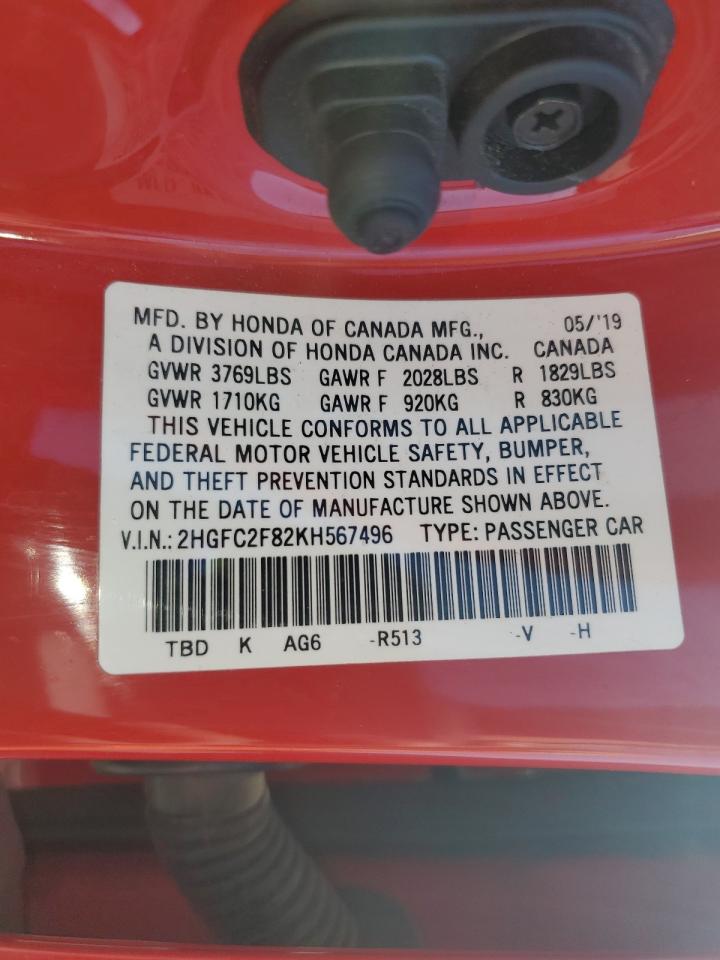 MFD. BY HONDA OF CANADA MFG., 05/'19
A DIVISION OF HONDA CANADA INC. CANADA
GVWR 3769LBS GAWR F 2028LBS R 1829LBS
GVWR 1710KG GAWR F 920KG R 830KG
THIS VEHICLE CONFORMS TO ALL APPLICABLE
FEDERAL MOTOR VEHICLE SAFETY, BUMPER,
AND THEFT PREVENTION STANDARDS IN EFFECT
ON THE DATE OF MANUFACTURE SHOWN ABOVE.
V.I.N.: 2HGFC2F82KH567496 TYPE: PASSENGER CAR
TBD K AG6 -R513 -V -H